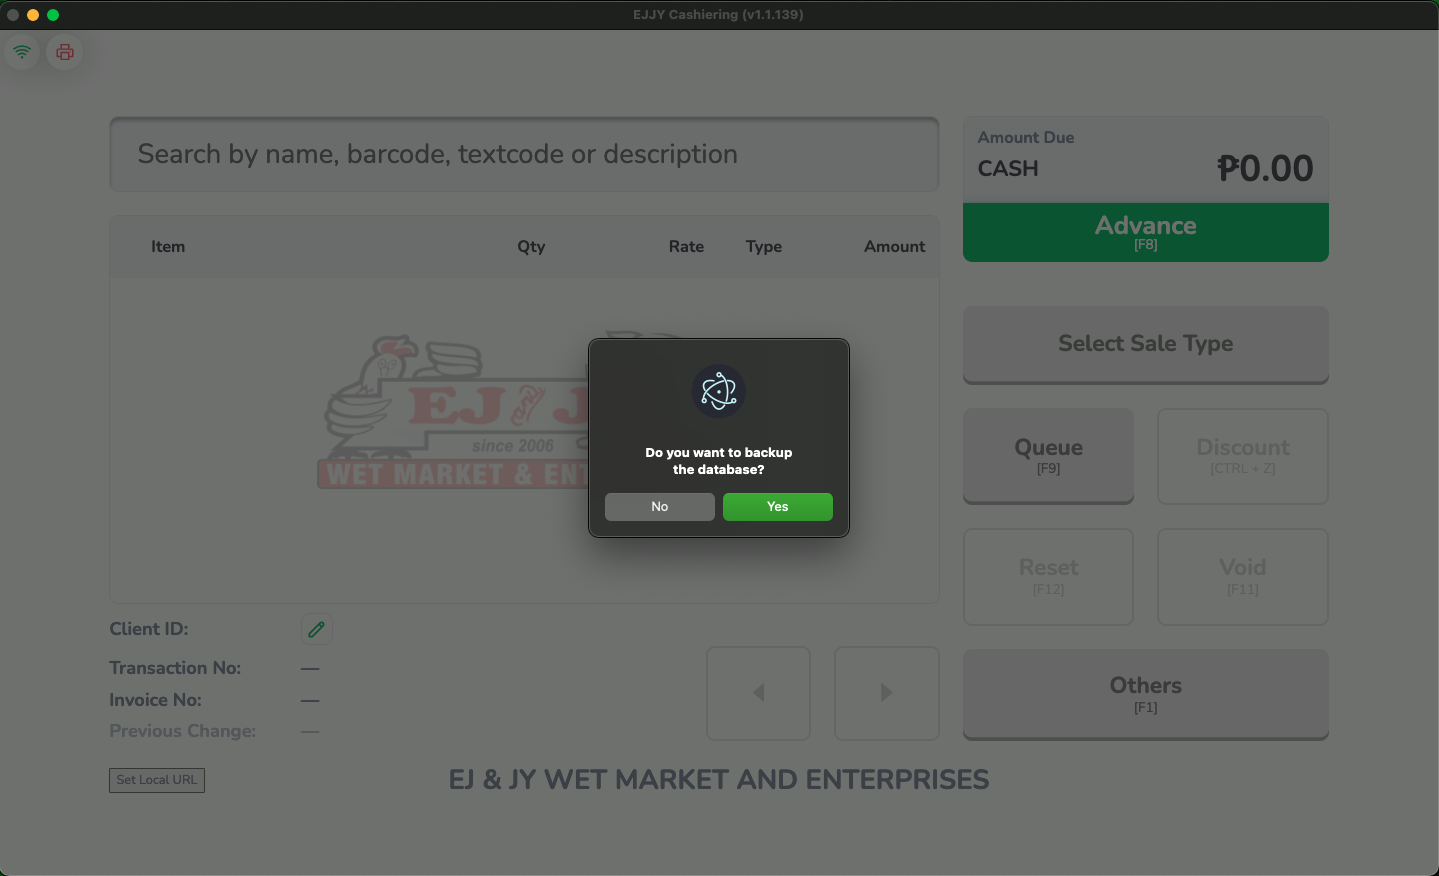 EJJY Cashiering (v1.1.139)
Search by name, barcode, textcode or description
Amount Due
CASH ₱0.00
Advance
[F8]
Item Qty Rate Type Amount
Select Sale Type
EJ and J
since 2006
WET MARKET & ENT
Do you want to backup
the database?
No Yes
Queue
[F9]
Discount
[CTRL + Z]
Reset
[F12]
Void
[F11]
Client ID:
Transaction No: —
Invoice No: —
Previous Change: —
Others
[F1]
Set Local URL
EJ & JY WET MARKET AND ENTERPRISES